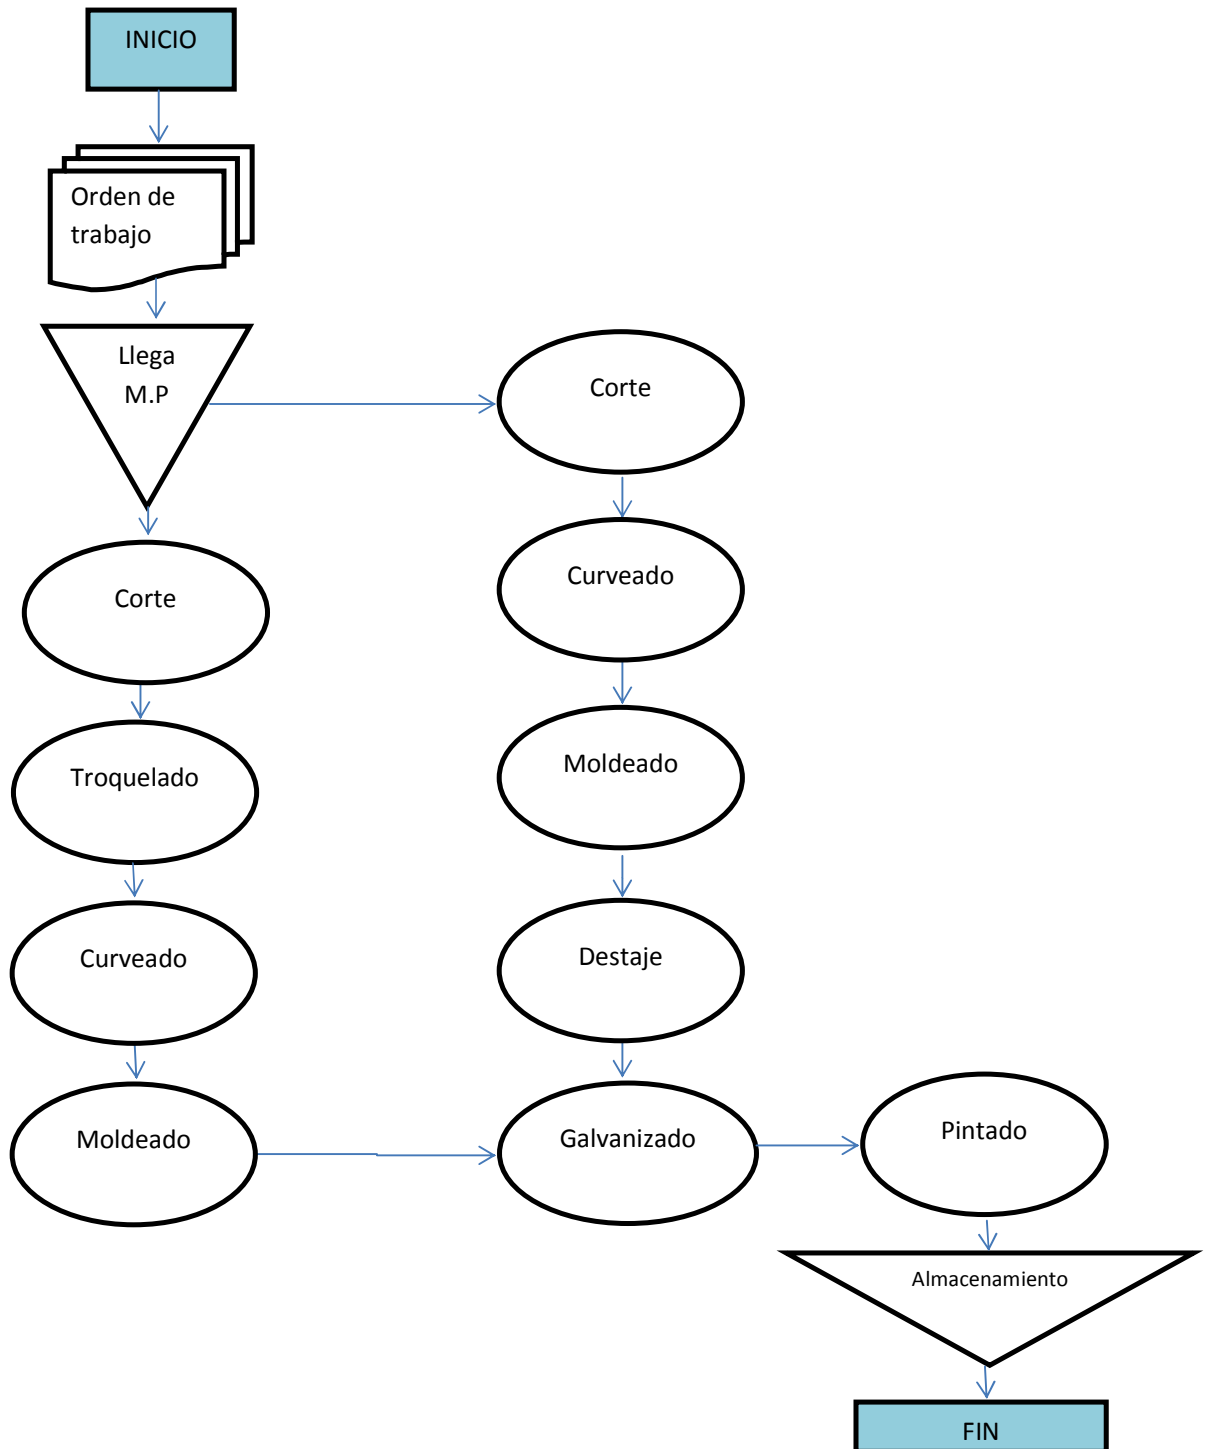 INICIO
Orden de
trabajo
Llega
M.P
Corte
Troquelado
Curveado
Moldeado
Corte
Curveado
Moldeado
Destaje
Galvanizado
Pintado
Almacenamiento
FIN